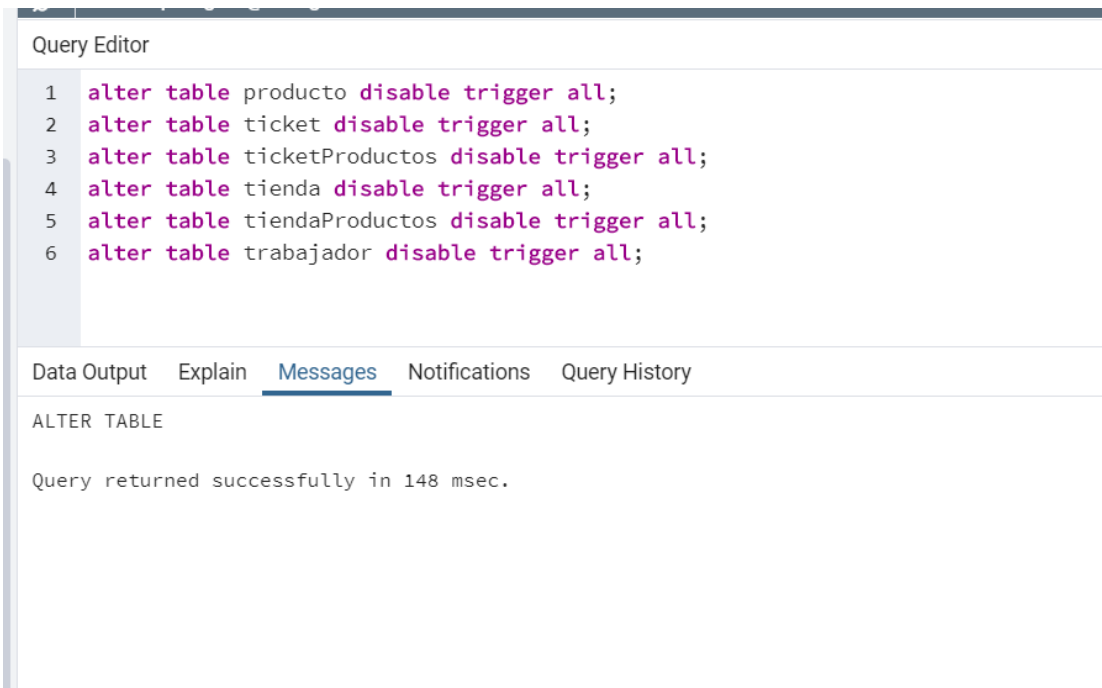 Query Editor
1 alter table producto disable trigger all;
2 alter table ticket disable trigger all;
3 alter table ticketProductos disable trigger all;
4 alter table tienda disable trigger all;
5 alter table tiendaProductos disable trigger all;
6 alter table trabajador disable trigger all;
Data Output Explain Messages Notifications Query History
ALTER TABLE
Query returned successfully in 148 msec.